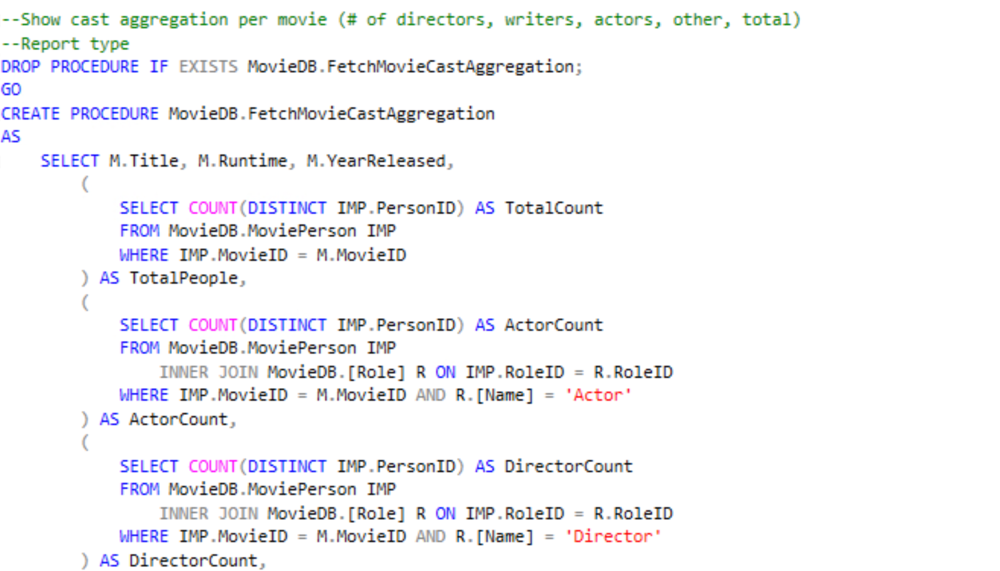 --Show cast aggregation per movie (# of directors, writers, actors, other, total)
--Report type
DROP PROCEDURE IF EXISTS MovieDB.FetchMovieCastAggregation;
GO
CREATE PROCEDURE MovieDB.FetchMovieCastAggregation
AS
    SELECT M.Title, M.Runtime, M.YearReleased,
        (
            SELECT COUNT(DISTINCT IMP.PersonID) AS TotalCount
            FROM MovieDB.MoviePerson IMP
            WHERE IMP.MovieID = M.MovieID
        ) AS TotalPeople,
        (
            SELECT COUNT(DISTINCT IMP.PersonID) AS ActorCount
            FROM MovieDB.MoviePerson IMP
                INNER JOIN MovieDB.[Role] R ON IMP.RoleID = R.RoleID
            WHERE IMP.MovieID = M.MovieID AND R.[Name] = 'Actor'
        ) AS ActorCount,
        (
            SELECT COUNT(DISTINCT IMP.PersonID) AS DirectorCount
            FROM MovieDB.MoviePerson IMP
                INNER JOIN MovieDB.[Role] R ON IMP.RoleID = R.RoleID
            WHERE IMP.MovieID = M.MovieID AND R.[Name] = 'Director'
        ) AS DirectorCount,